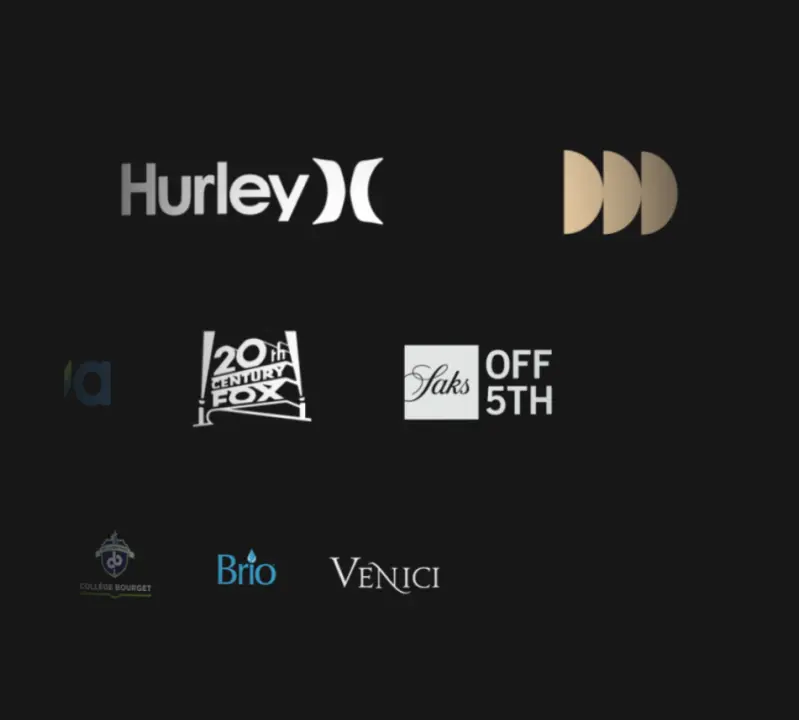 Hurley
a
20th
CENTURY
FOX
Saks
OFF
5TH
COLLÈGE BOURGET
Brio
VENICI